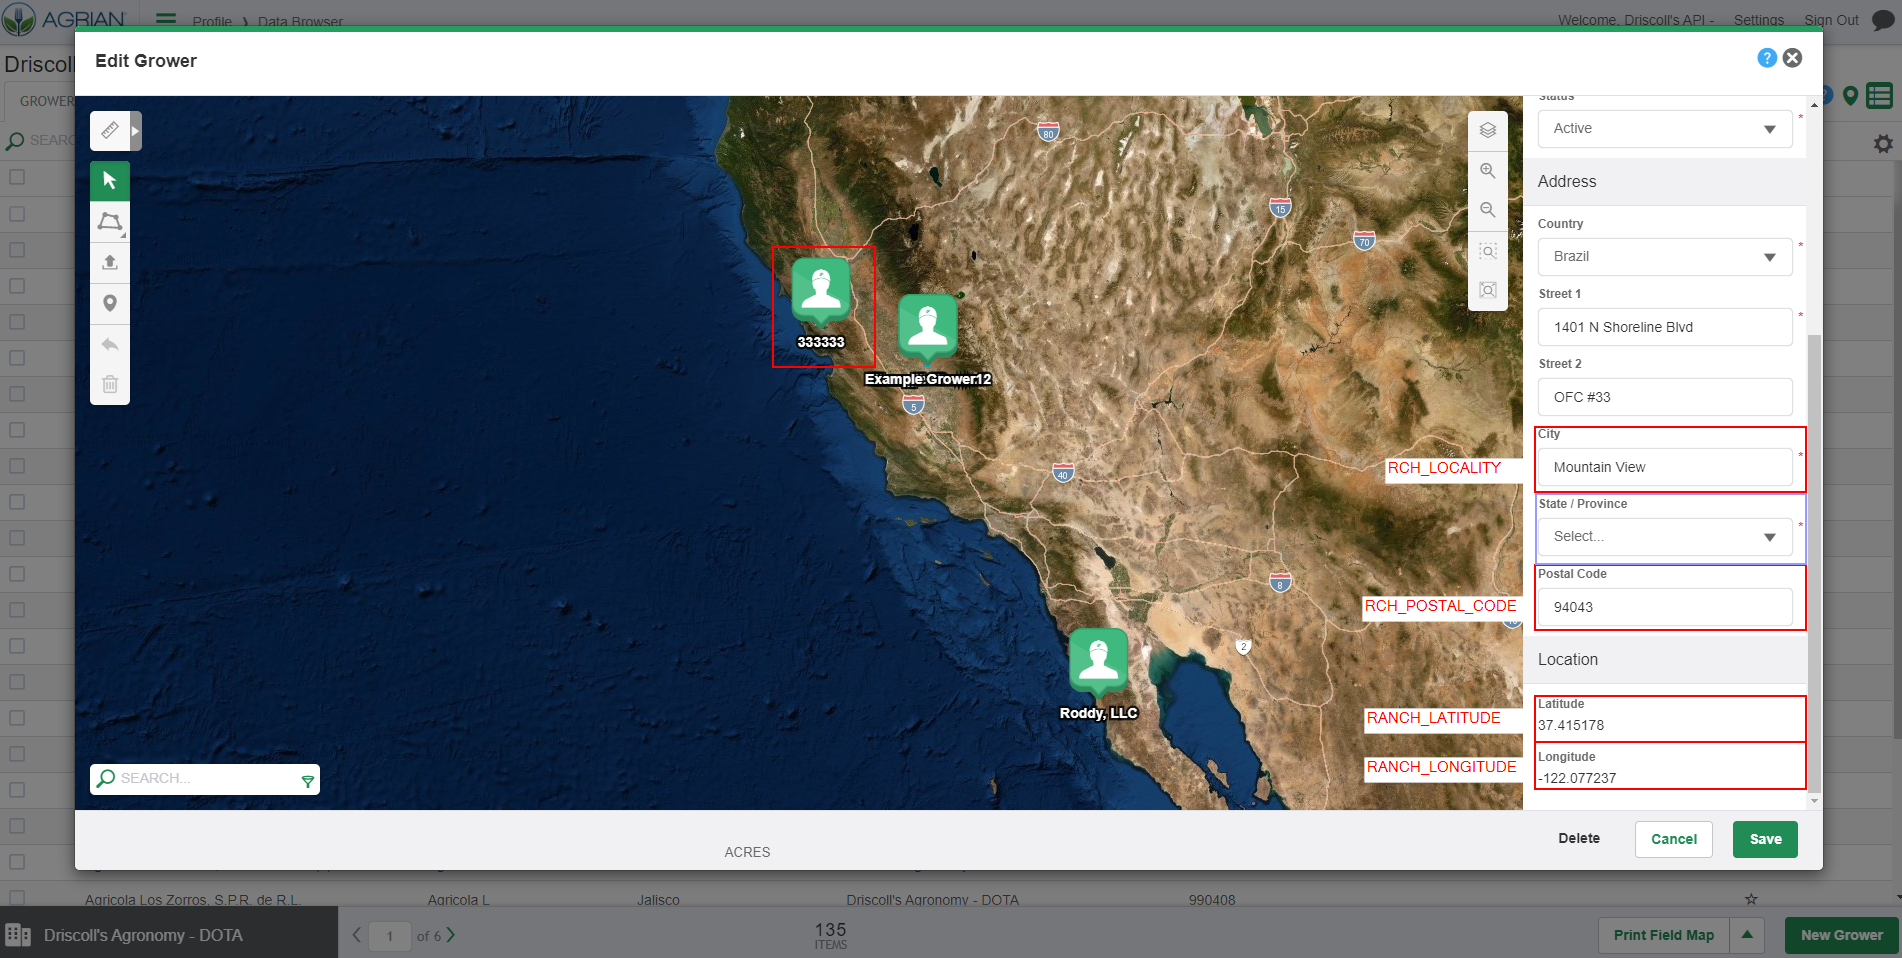 AGRIAN
Profile
Data Browser
Welcome, Driscoll's API -
Settings
Sign Out
Driscoll
GROWER
SEARC
Edit Grower
?
80
15
70
5
40
8
2
333333
Example Grower12
Roddy, LLC
RCH_LOCALITY
RCH_POSTAL_CODE
RANCH_LATITUDE
RANCH_LONGITUDE
SEARCH...
Status
Active
*
Address
Country
Brazil
*
Street 1
1401 N Shoreline Blvd
*
Street 2
OFC #33
City
Mountain View
*
State / Province
Select...
*
Postal Code
94043
Location
Latitude
37.415178
Longitude
-122.077237
ACRES
Delete
Cancel
Save
Agricola Los Zorros, S.P.R. de R.L.
Agricola L
Jalisco
Driscoll's Agronomy - DOTA
990408
Driscoll's Agronomy - DOTA
1
of 6
135
ITEMS
Print Field Map
New Grower